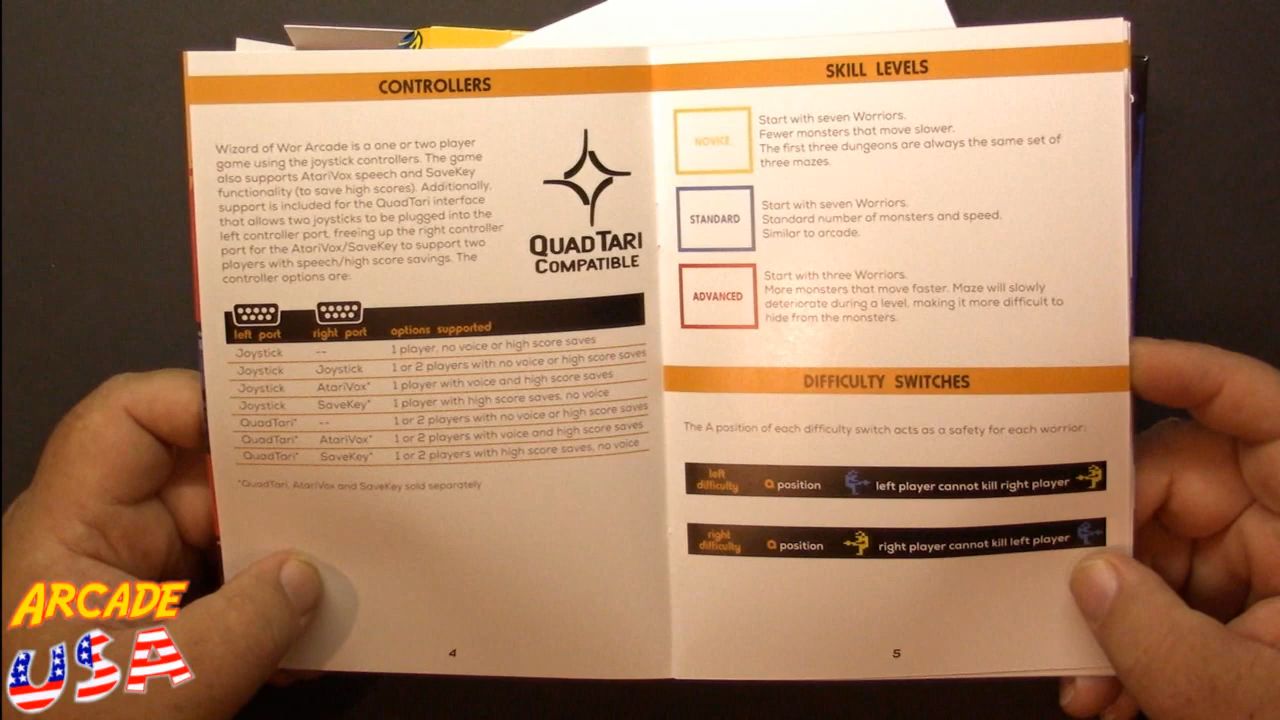 CONTROLLERS
Wizard of Wor Arcade is a one or two player
game using the joystick controllers. The game
also supports AtariVox speech and SaveKey
functionality (to save high scores). Additionally,
support is included for the QuadTari interface
that allows two joysticks to be plugged into the
left controller port, freeing up the right controller
port for the AtariVox/SaveKey to support two
players with speech/high score savings. The
controller options are:
QUADTARI
COMPATIBLE
left port right port options supported
Joystick -- 1 player, no voice or high score saves
Joystick Joystick 1 or 2 players with no voice or high score saves
Joystick AtariVox* 1 player with voice and high score saves
Joystick SaveKey* 1 player with high score saves, no voice
QuadTari* -- 1 or 2 players with no voice or high score saves
QuadTari* AtariVox* 1 or 2 players with voice and high score saves
QuadTari* SaveKey* 1 or 2 players with high score saves, no voice
*QuadTari, AtariVox and SaveKey sold separately
4
SKILL LEVELS
NOVICE
Start with seven Worriors.
Fewer monsters that move slower.
The first three dungeons are always the same set of
three mazes.
STANDARD
Start with seven Worriors.
Standard number of monsters and speed.
Similar to arcade.
ADVANCED
Start with three Worriors.
More monsters that move faster. Maze will slowly
deteriorate during a level, making it more difficult to
hide from the monsters.
DIFFICULTY SWITCHES
The A position of each difficulty switch acts as a safety for each worrior:
left
difficulty
a position left player cannot kill right player
right
difficulty
a position right player cannot kill left player
5
ARCADE
USA